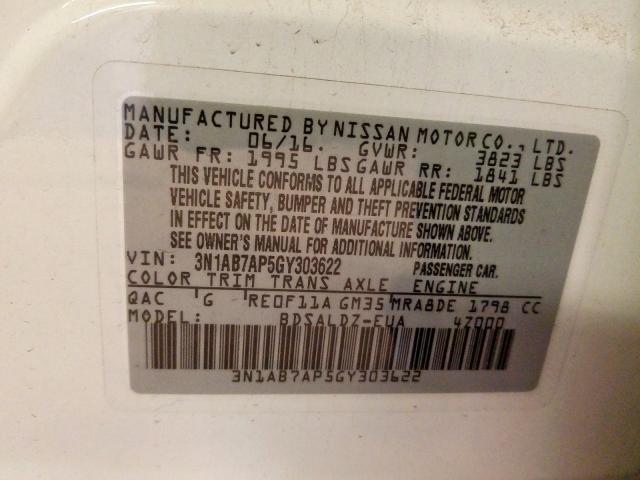 MANUFACTURED BY NISSAN MOTOR CO., LTD.
DATE: 06/16. GVWR: 3823 LBS
GAWR FR: 1995 LBS GAWR RR: 1841 LBS
THIS VEHICLE CONFORMS TO ALL APPLICABLE FEDERAL MOTOR
VEHICLE SAFETY, BUMPER AND THEFT PREVENTION STANDARDS
IN EFFECT ON THE DATE OF MANUFACTURE SHOWN ABOVE.
SEE OWNER'S MANUAL FOR ADDITIONAL INFORMATION.
VIN: 3N1AB7AP5GY303622 PASSENGER CAR.
COLOR TRIM TRANS AXLE ENGINE
QAC G RE0F11A GM35 MRA8DE 1798 CC
MODEL: BDSALDZ-EUA 4Z000
3N1AB7AP5GY303622